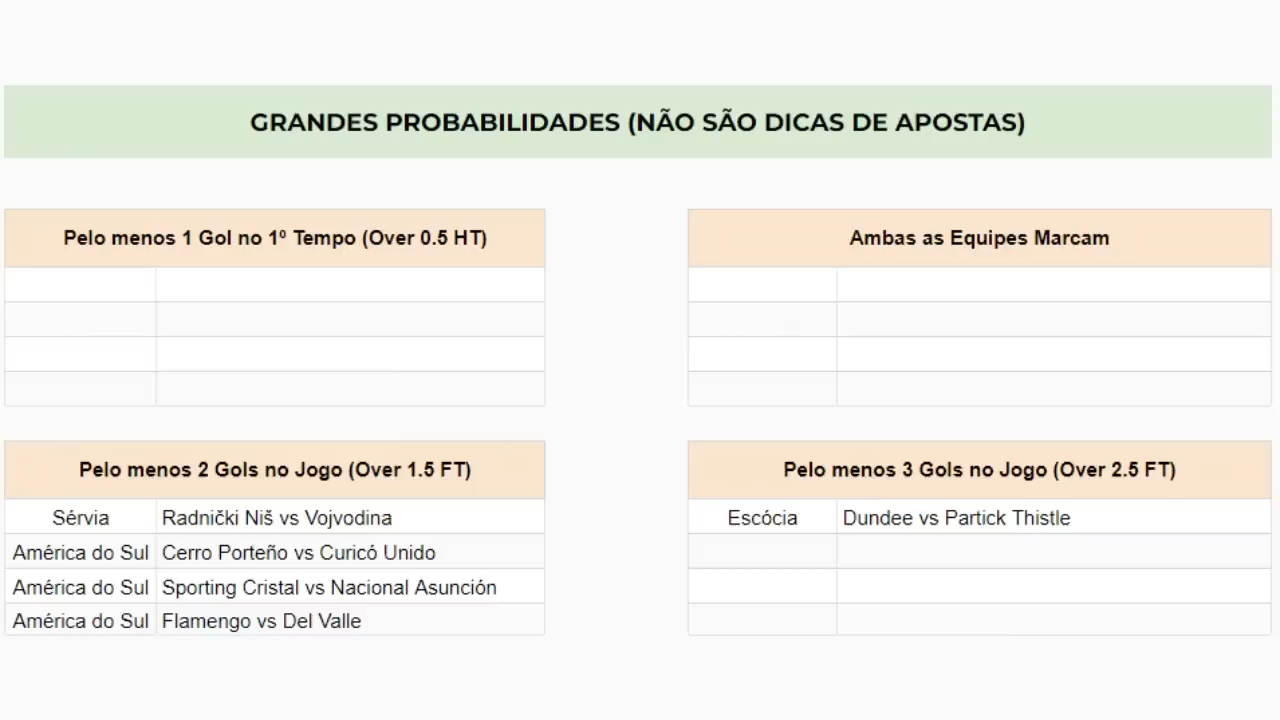 GRANDES PROBABILIDADES (NÃO SÃO DICAS DE APOSTAS)
Pelo menos 1 Gol no 1º Tempo (Over 0.5 HT)
Ambas as Equipes Marcam
Pelo menos 2 Gols no Jogo (Over 1.5 FT)
Sérvia Radnički Niš vs Vojvodina
América do Sul Cerro Porteño vs Curicó Unido
América do Sul Sporting Cristal vs Nacional Asunción
América do Sul Flamengo vs Del Valle
Pelo menos 3 Gols no Jogo (Over 2.5 FT)
Escócia Dundee vs Partick Thistle